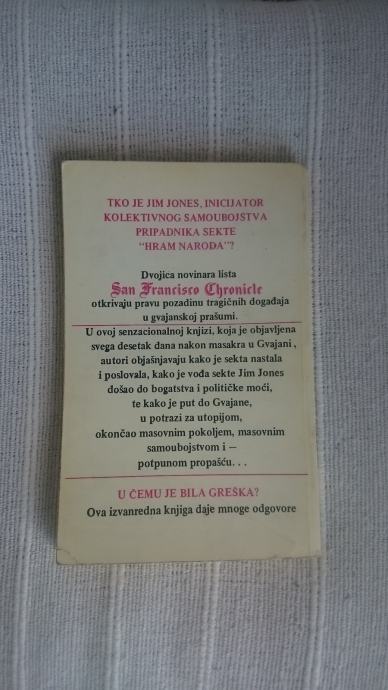 TKO JE JIM JONES, INICIJATOR
KOLEKTIVNOG SAMOUBOJSTVA
PRIPADNIKA SEKTE
"HRAM NARODA"?
Dvojica novinara lista
San Francisco Chronicle
otkrivaju pravu pozadinu tragičnih događaja
u gvajanskoj prašumi.
U ovoj senzacionalnoj knjizi, koja je objavljena
svega desetak dana nakon masakra u Gvajani,
autori objašnjavaju kako je sekta nastala
i poslovala, kako je vođa sekte Jim Jones
došao do bogatstva i političke moći,
te kako je put do Gvajane,
u potrazi za utopijom,
okončao masovnim pokoljem, masovnim
samoubojstvom i —
potpunom propašću...
U ČEMU JE BILA GREŠKA?
Ova izvanredna knjiga daje mnoge odgovore